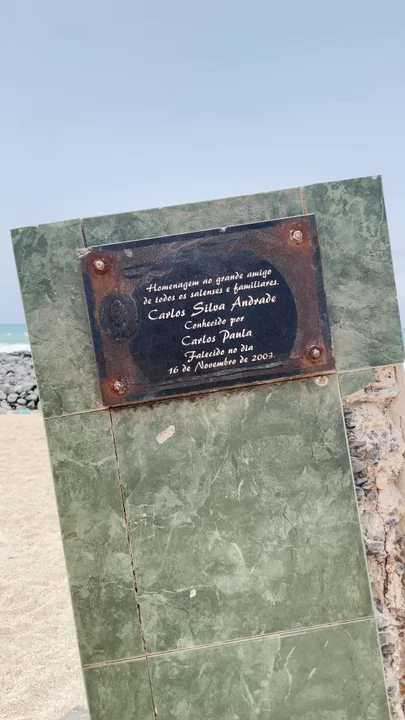 Homenagem ao grande amigo
de todos os salenses e familiares.
Carlos Silva Andrade
Conhecido por
Carlos Paula
Falecido no dia
16 de Novembro de 2003.